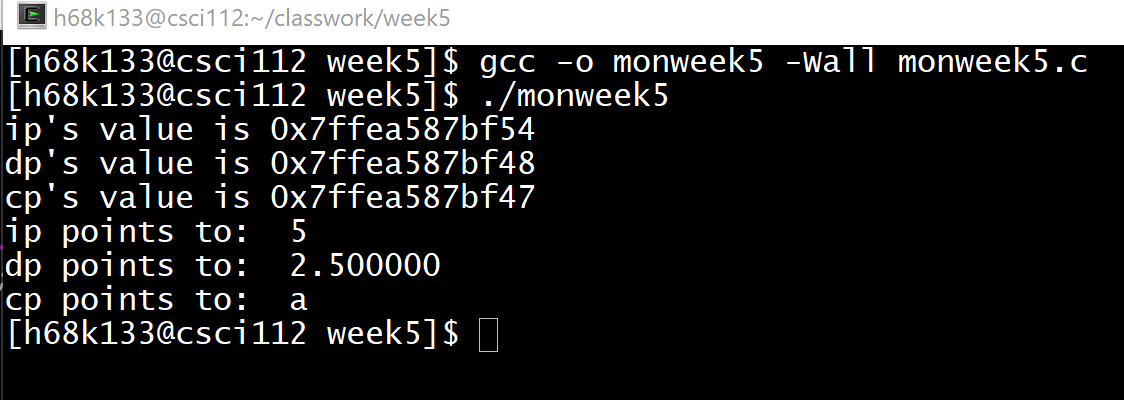 h68k133@csci112:~/classwork/week5
[h68k133@csci112 week5]$ gcc -o monweek5 -Wall monweek5.c
[h68k133@csci112 week5]$ ./monweek5
ip's value is 0x7ffea587bf54
dp's value is 0x7ffea587bf48
cp's value is 0x7ffea587bf47
ip points to:  5
dp points to:  2.500000
cp points to:  a
[h68k133@csci112 week5]$